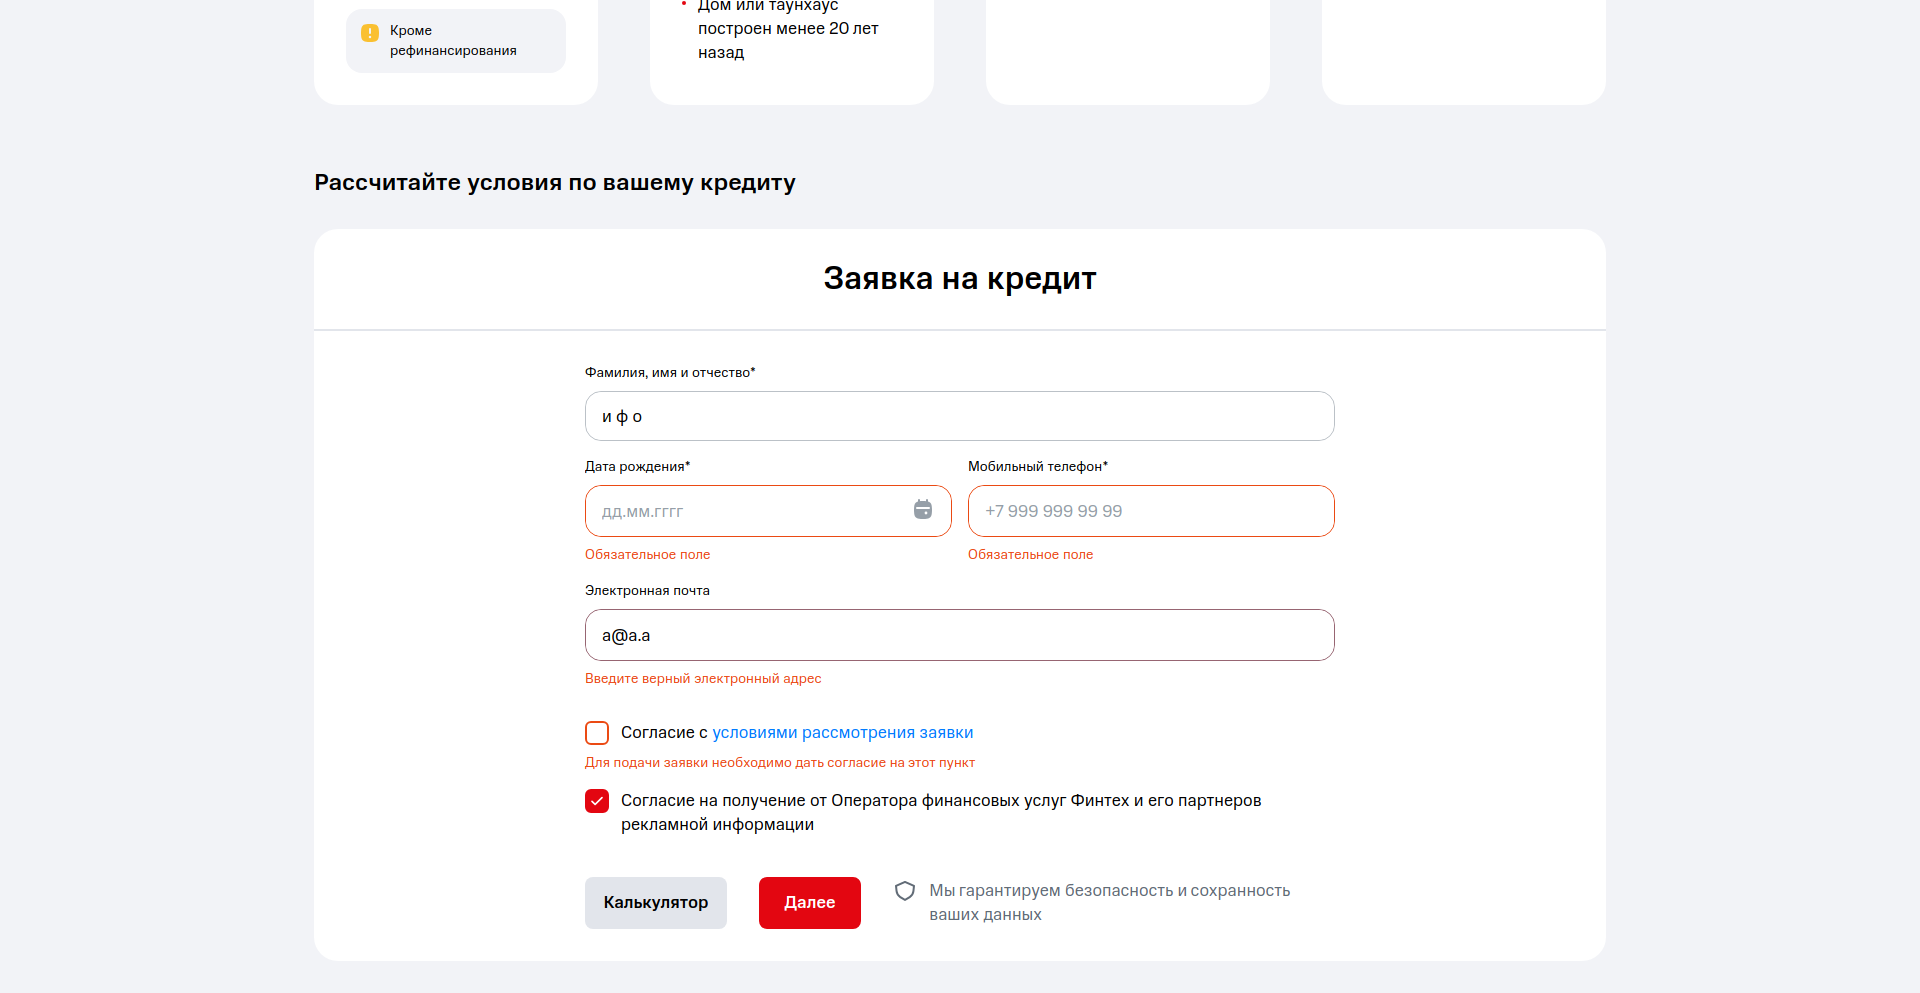 Кроме
рефинансирования
Дом или таунхаус
построен менее 20 лет
назад
Рассчитайте условия по вашему кредиту
Заявка на кредит
Фамилия, имя и отчество*
и ф о
Дата рождения*
Мобильный телефон*
дд.мм.гггг
+7 999 999 99 99
Обязательное поле
Обязательное поле
Электронная почта
a@a.a
Введите верный электронный адрес
Согласие с условиями рассмотрения заявки
Для подачи заявки необходимо дать согласие на этот пункт
Согласие на получение от Оператора финансовых услуг Финтех и его партнеров
рекламной информации
Калькулятор
Далее
Мы гарантируем безопасность и сохранность
ваших данных